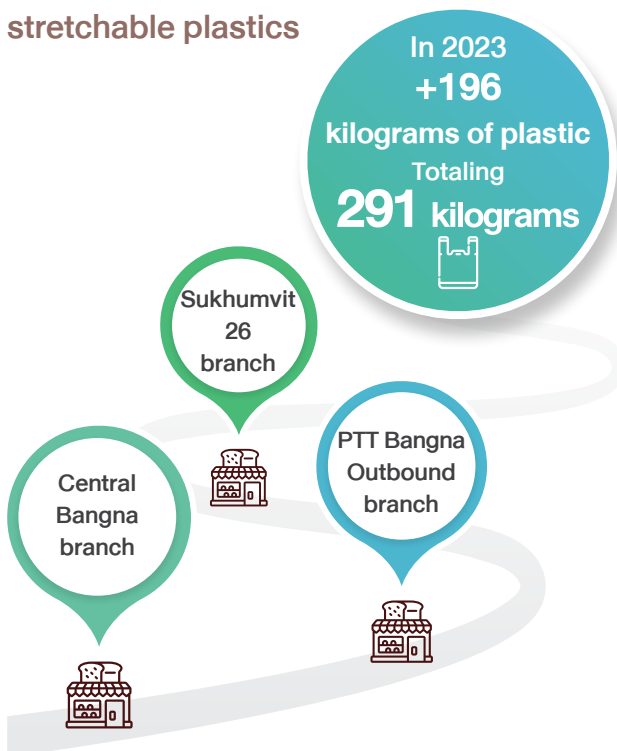 stretchable plastics
In 2023
+196
kilograms of plastic
Totaling
291 kilograms
Sukhumvit
26
branch
PTT Bangna
Outbound
branch
Central
Bangna
branch